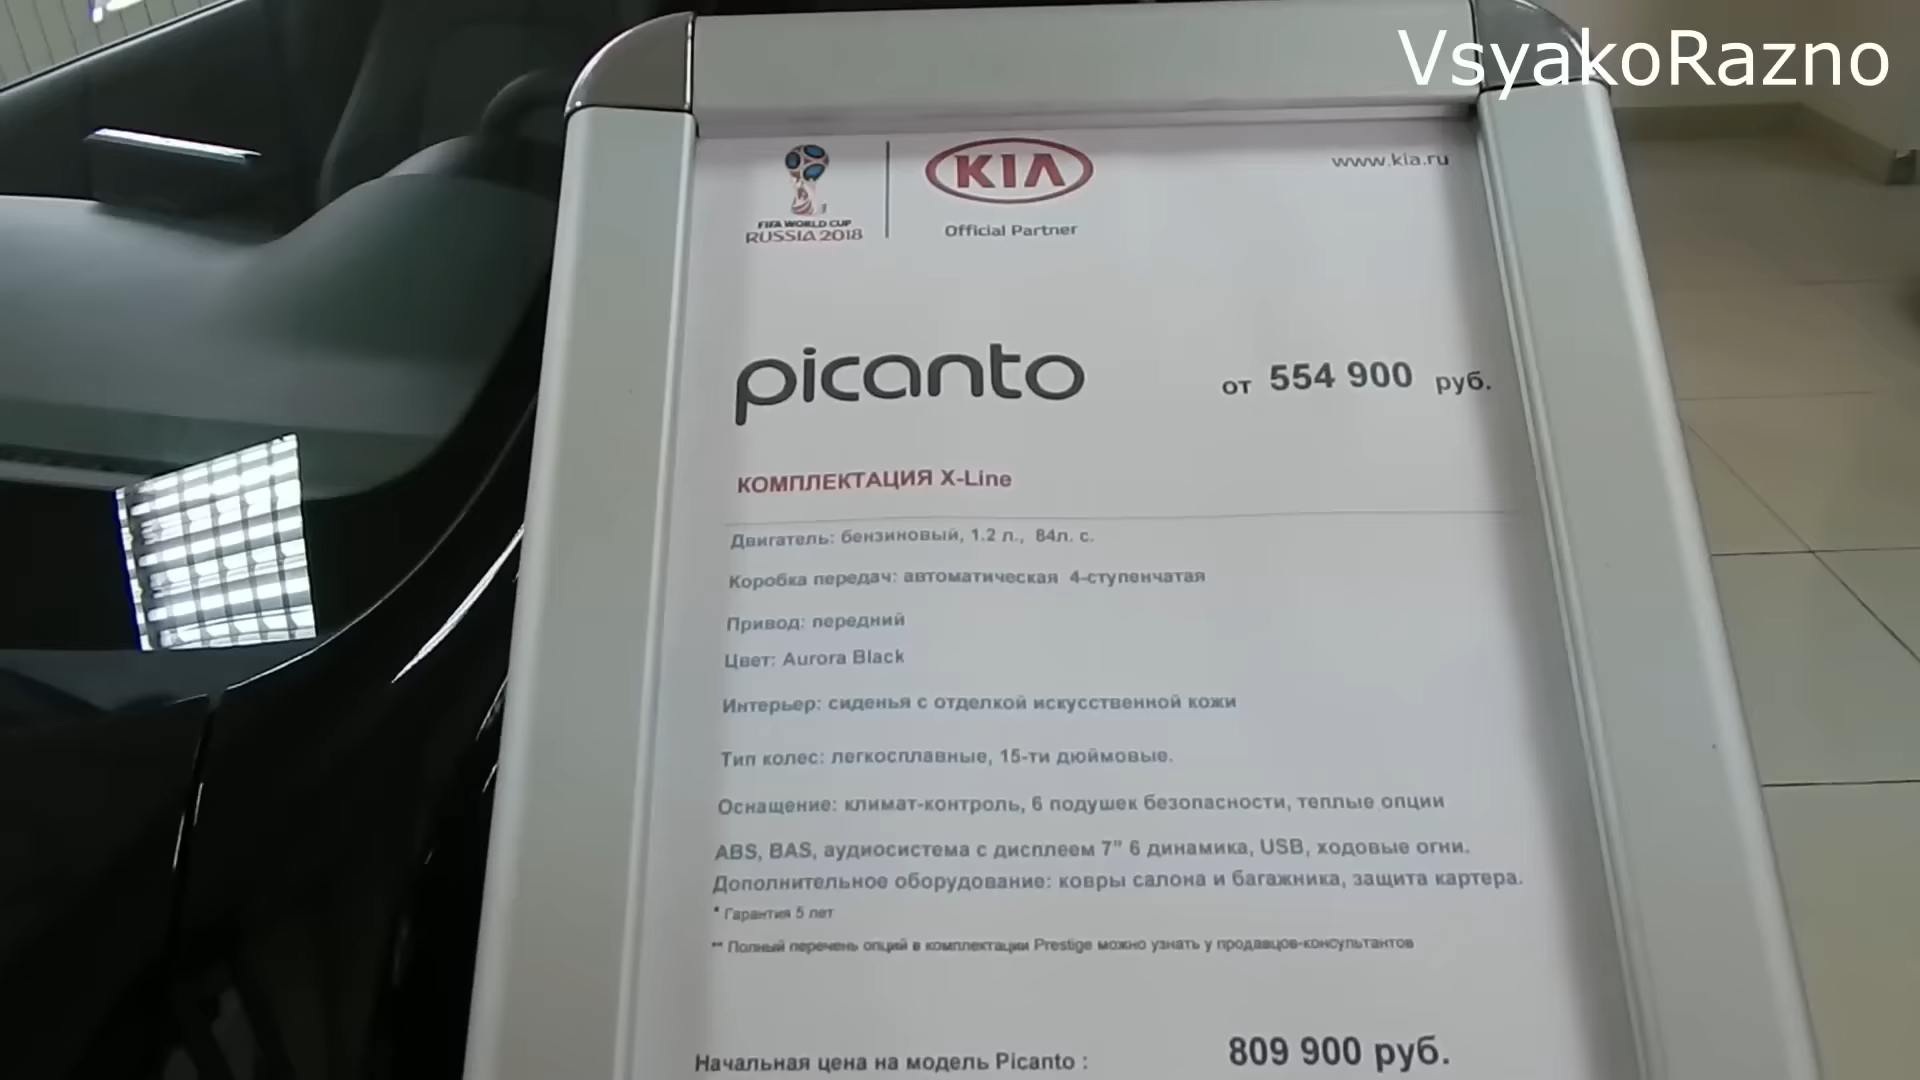 VsyakoRazno
FIFA WORLD CUP
RUSSIA 2018
KIA
Official Partner
www.kia.ru
picanto
от 554 900 руб.
КОМПЛЕКТАЦИЯ X-Line
Двигатель: бензиновый, 1.2 л., 84л. с.
Коробка передач: автоматическая 4-ступенчатая
Привод: передний
Цвет: Aurora Black
Интерьер: сиденья с отделкой искусственной кожи
Тип колес: легкосплавные, 15-ти дюймовые.
Оснащение: климат-контроль, 6 подушек безопасности, теплые опции
ABS, BAS, аудиосистема с дисплеем 7" 6 динамика, USB, ходовые огни.
Дополнительное оборудование: ковры салона и багажника, защита картера.
* Гарантия 5 лет
** Полный перечень опций в комплектации Prestige можно узнать у продавцов-консультантов
Начальная цена на модель Picanto : 809 900 руб.